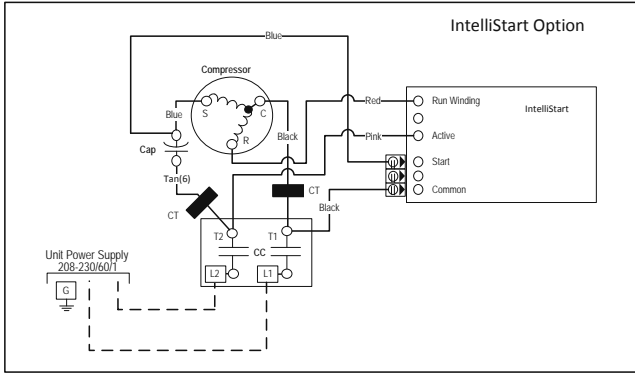 IntelliStart Option
Blue
Compressor
S
C
R
Blue
Cap
Tan(6)
CT
Black
CT
Black
Red
Pink
Run Winding
IntelliStart
Active
Start
Common
T2
T1
CC
L2
L1
Unit Power Supply
208-230/60/1
G